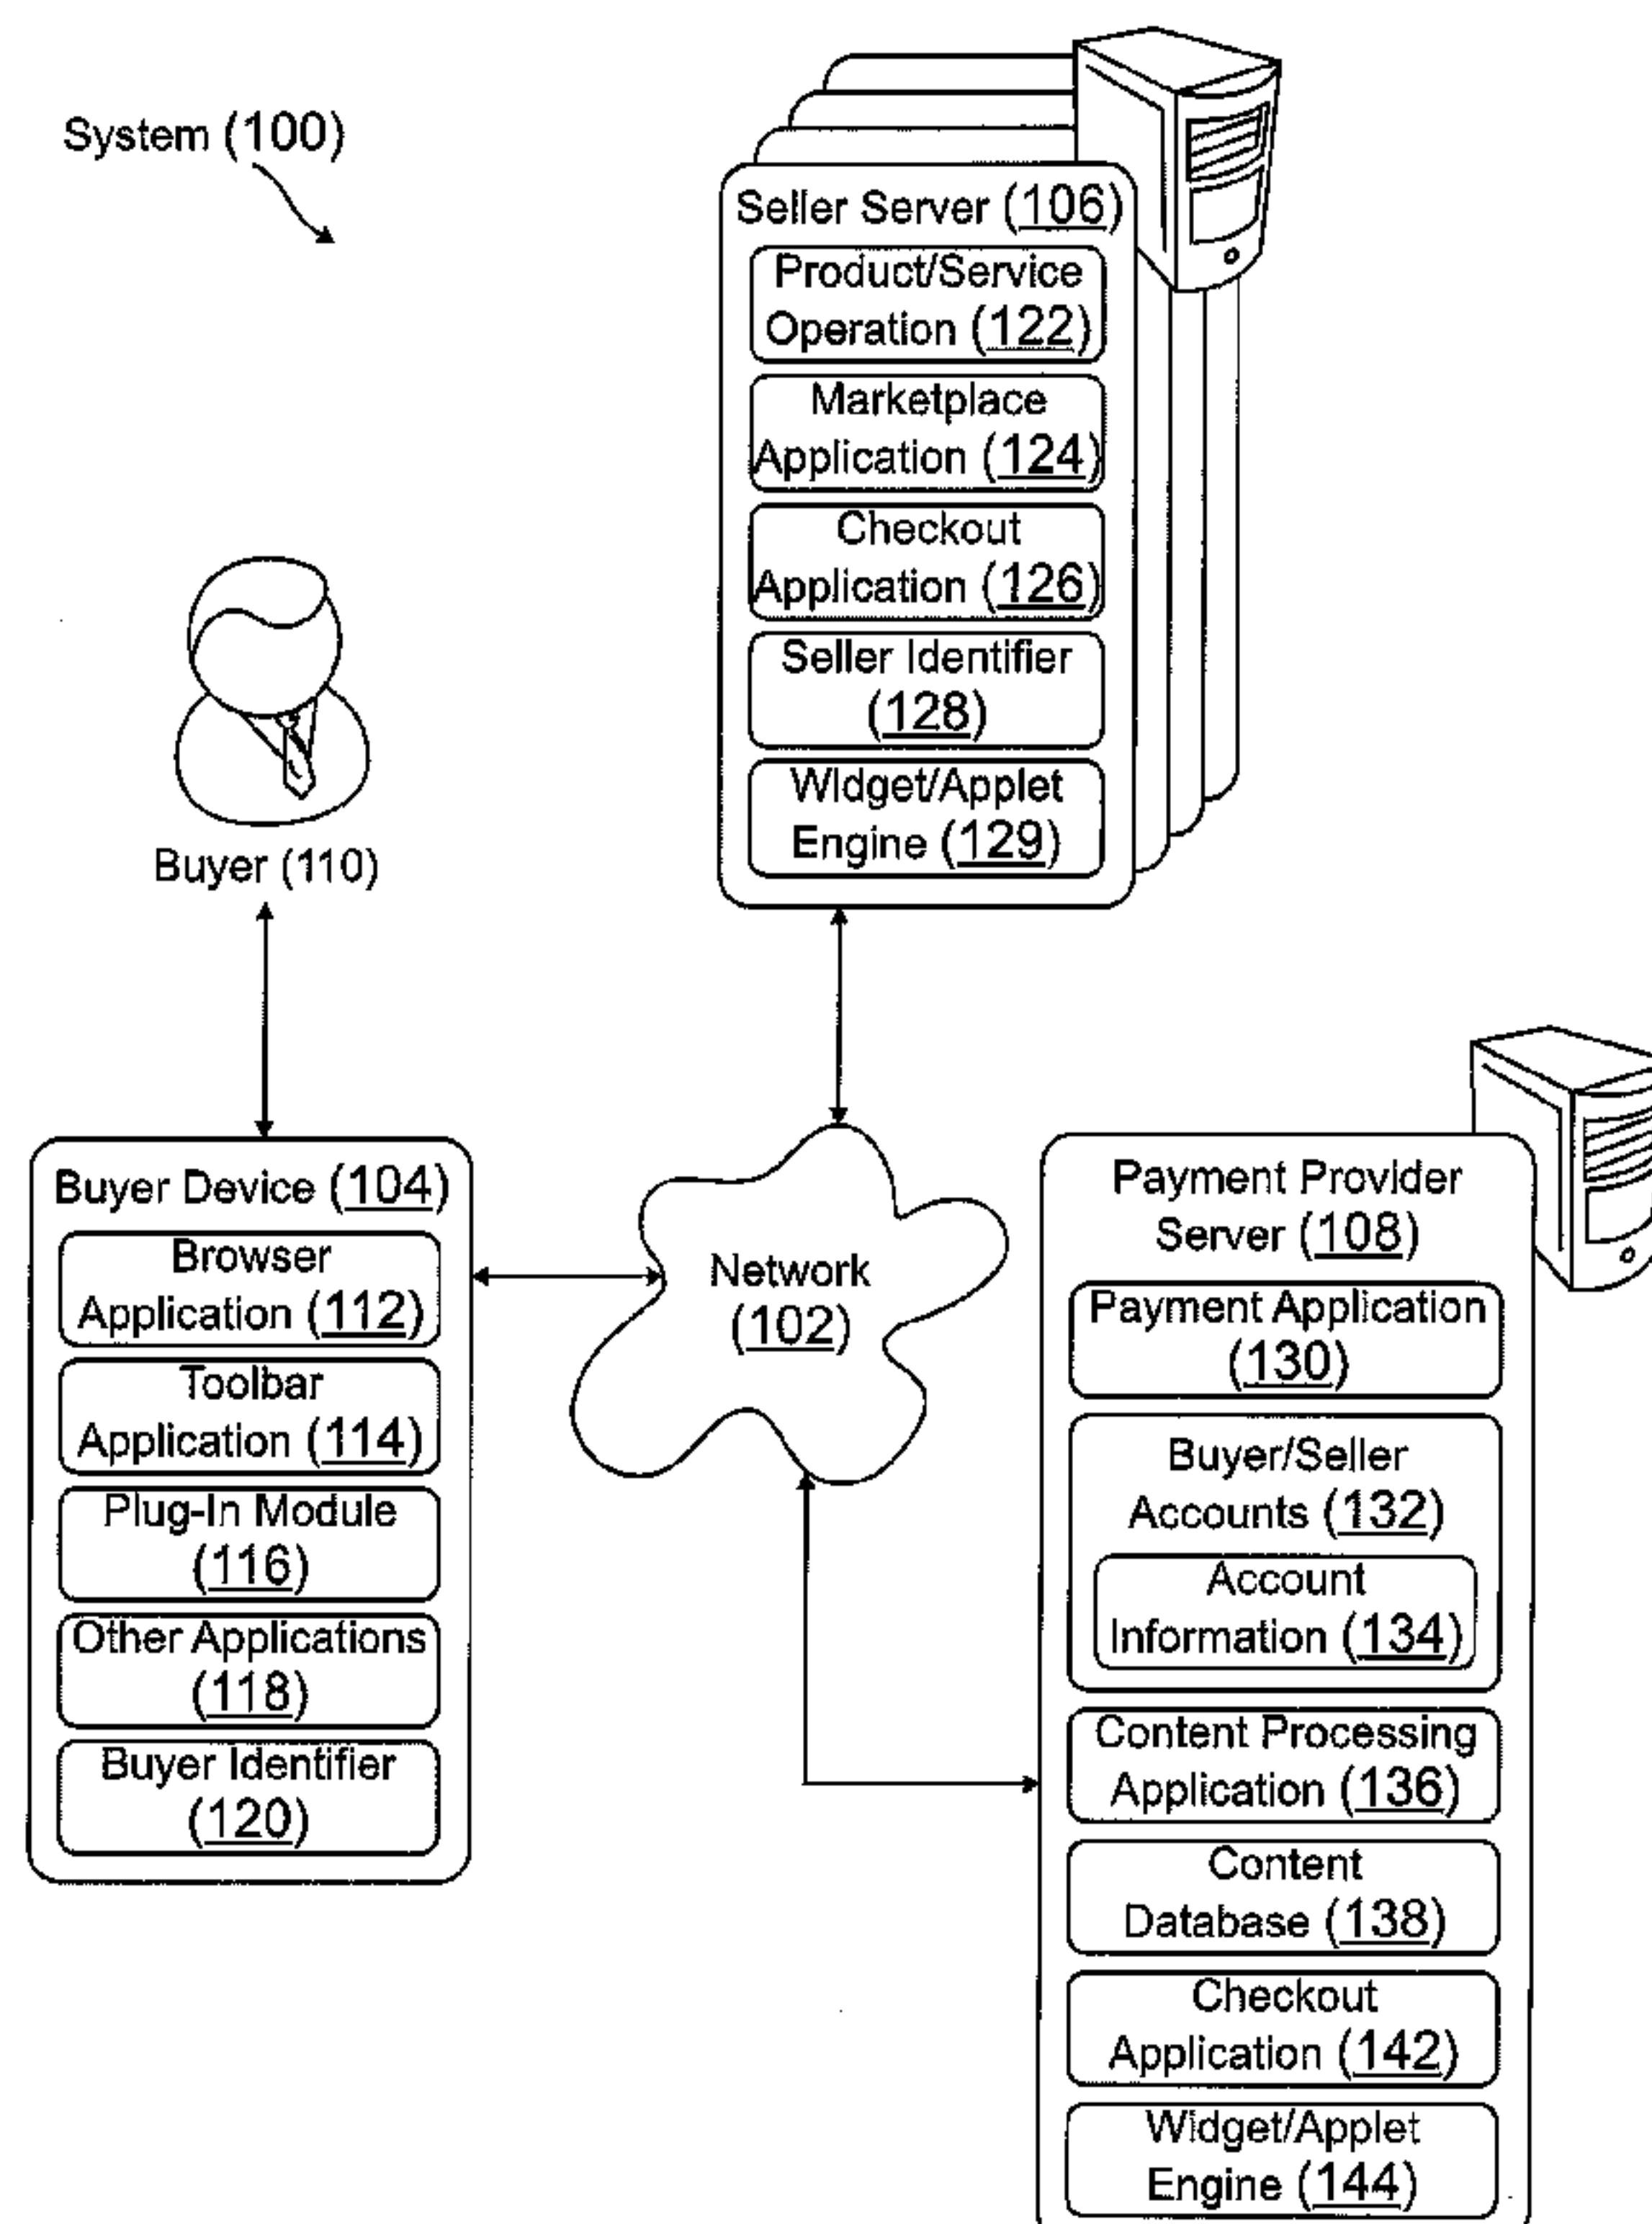 System (100)
Seller Server (106)
Product/Service
Operation (122)
Marketplace
Application (124)
Checkout
Application (126)
Seller Identifier
(128)
Widget/Applet
Engine (129)
Buyer (110)
Buyer Device (104)
Browser
Application (112)
Toolbar
Application (114)
Plug-In Module
(116)
Other Applications
(118)
Buyer Identifier
(120)
Network
(102)
Payment Provider
Server (108)
Payment Application
(130)
Buyer/Seller
Accounts (132)
Account
Information (134)
Content Processing
Application (136)
Content
Database (138)
Checkout
Application (142)
Widget/Applet
Engine (144)